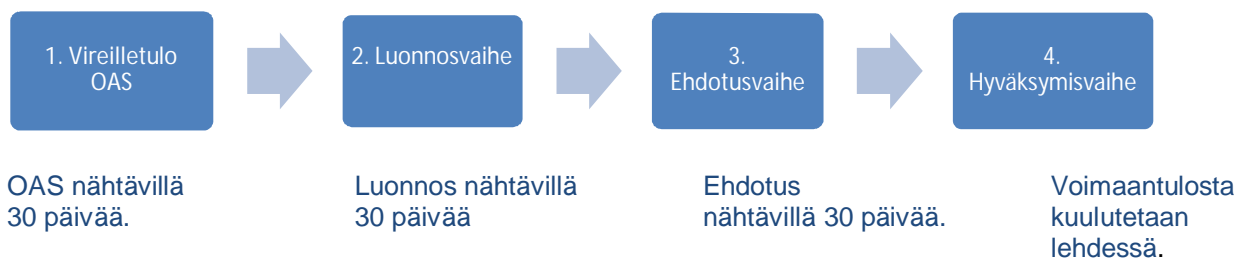 1. Vireilletulo
OAS
2. Luonnosvaihe
3.
Ehdotusvaihe
4.
Hyväksymisvaihe
OAS nähtävillä
30 päivää.
Luonnos nähtävillä
30 päivää
Ehdotus
nähtävillä 30 päivää.
Voimaantulosta
kuulutetaan
lehdessä.